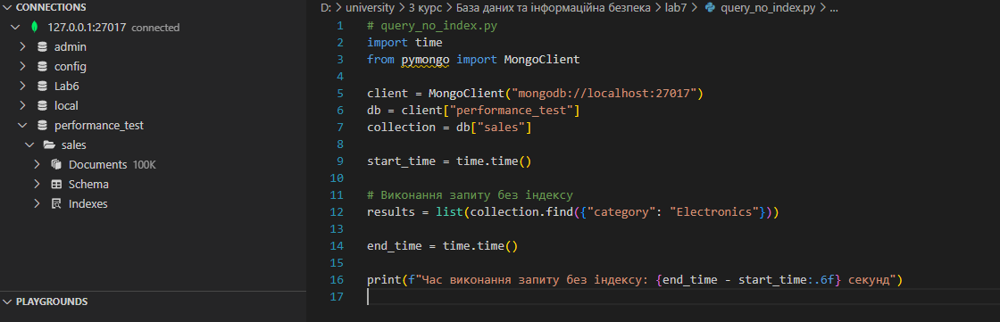 CONNECTIONS
127.0.0.1:27017 connected
admin
config
Lab6
local
performance_test
sales
Documents 100K
Schema
Indexes
PLAYGROUNDS
D: > university > 3 курс > База даних та інформаційна безпека > lab7 > query_no_index.py > ...
1 # query_no_index.py
2 import time
3 from pymongo import MongoClient
4
5 client = MongoClient("mongodb://localhost:27017")
6 db = client["performance_test"]
7 collection = db["sales"]
8
9 start_time = time.time()
10
11 # Виконання запиту без індексу
12 results = list(collection.find({"category": "Electronics"}))
13
14 end_time = time.time()
15
16 print(f"Час виконання запиту без індексу: {end_time - start_time:.6f} секунд")
17